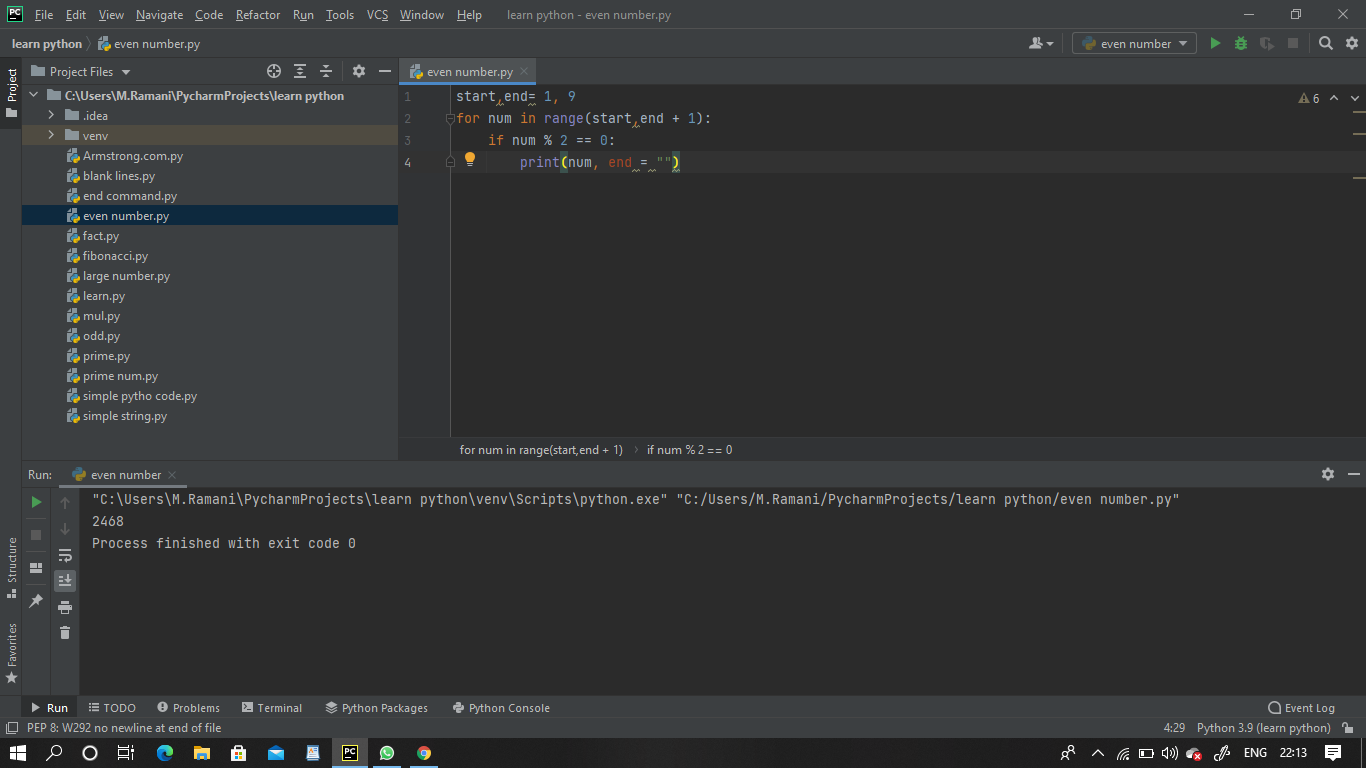 PC File Edit View Navigate Code Refactor Run Tools VCS Window Help learn python - even number.py
learn python even number.py even number
Project
Project Files
even number.py
C:\Users\M.Ramani\PycharmProjects\learn python
.idea
venv
Armstrong.com.py
blank lines.py
end command.py
even number.py
fact.py
fibonacci.py
large number.py
learn.py
mul.py
odd.py
prime.py
prime num.py
simple pytho code.py
simple string.py
1 start,end= 1, 9
2 for num in range(start,end + 1):
3 if num % 2 == 0:
4 print(num, end = "")
6
for num in range(start,end + 1) if num % 2 == 0
Run: even number
"C:\Users\M.Ramani\PycharmProjects\learn python\venv\Scripts\python.exe" "C:/Users/M.Ramani/PycharmProjects/learn python/even number.py"
2468
Process finished with exit code 0
Structure
Favorites
Run TODO Problems Terminal Python Packages Python Console Event Log
PEP 8: W292 no newline at end of file 4:29 Python 3.9 (learn python)
PC ENG 22:13